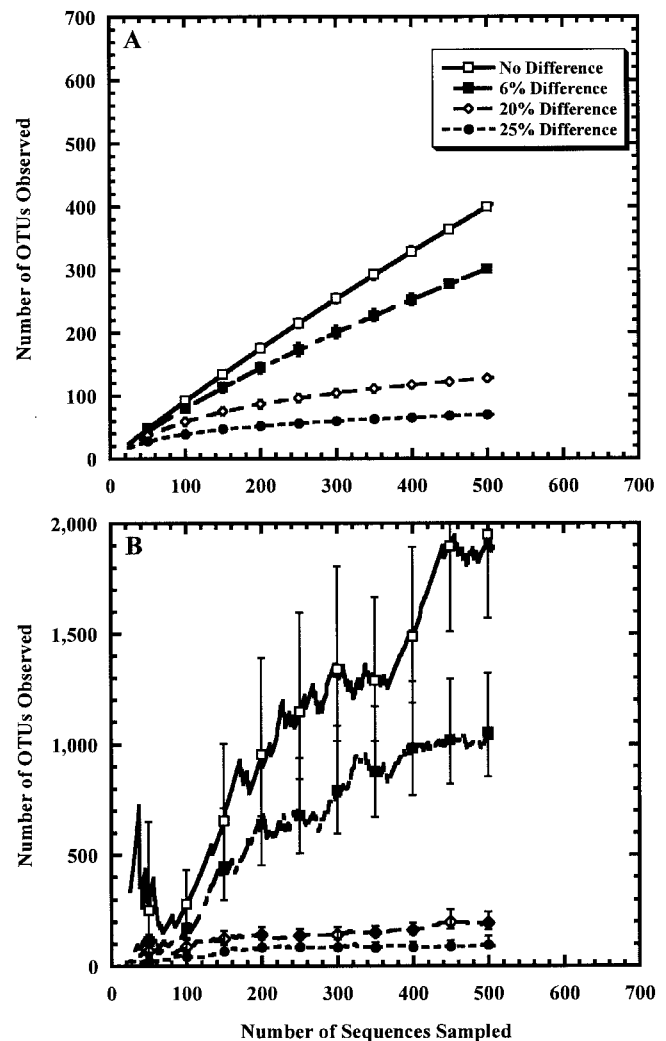 A
No Difference
6% Difference
20% Difference
25% Difference
Number of OTUs Observed
700
600
500
400
300
200
100
0
0 100 200 300 400 500 600 700
B
Number of OTUs Observed
2,000
1,500
1,000
500
0
0 100 200 300 400 500 600 700
Number of Sequences Sampled